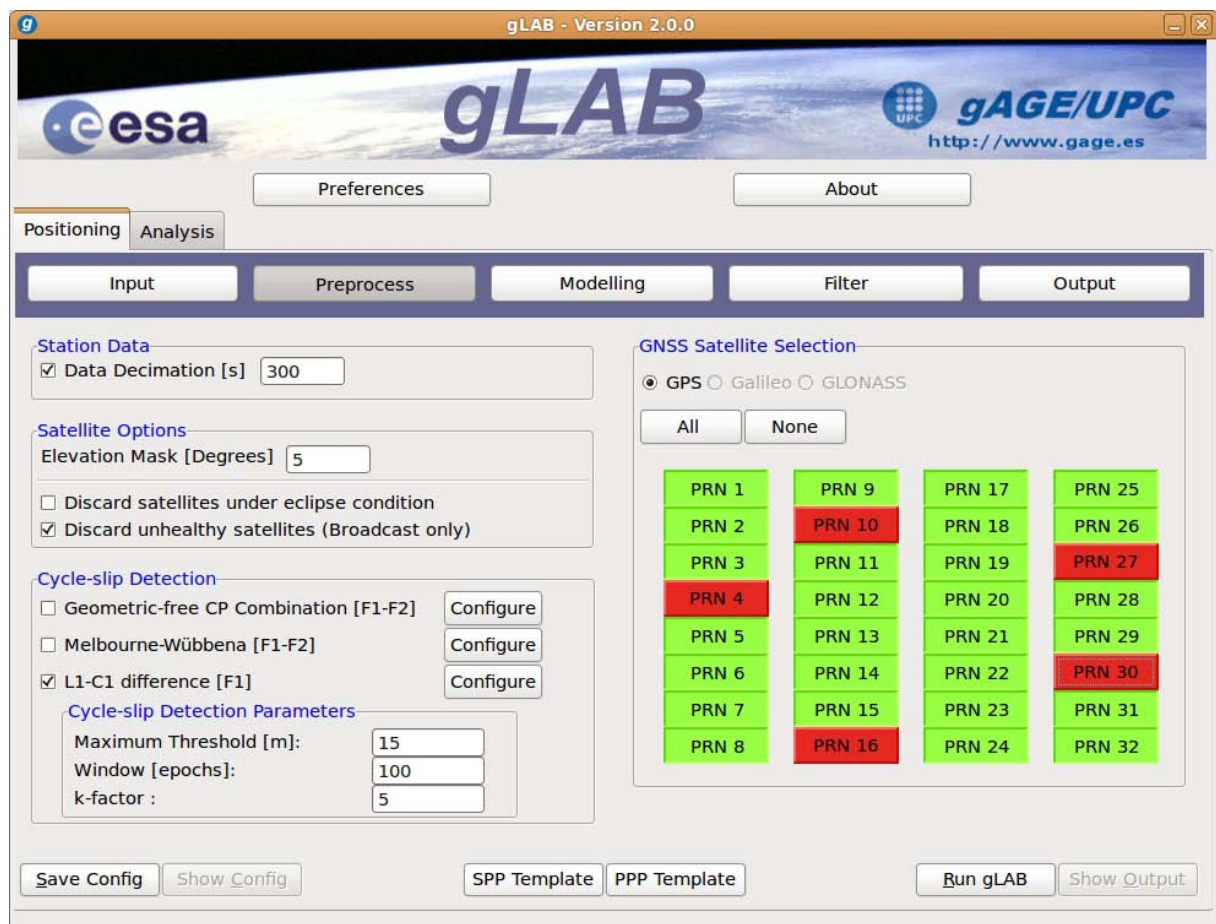 g
gLAB - Version 2.0.0
esa
gLAB
UPC
gAGE/UPC
http://www.gage.es
Preferences
About
Positioning
Analysis
Input
Preprocess
Modelling
Filter
Output
Station Data
Data Decimation [s]
300
Satellite Options
Elevation Mask [Degrees]
5
Discard satellites under eclipse condition
Discard unhealthy satellites (Broadcast only)
Cycle-slip Detection
Geometric-free CP Combination [F1-F2]
Configure
Melbourne-Wübbena [F1-F2]
Configure
L1-C1 difference [F1]
Configure
Cycle-slip Detection Parameters
Maximum Threshold [m]:
15
Window [epochs]:
100
k-factor :
5
GNSS Satellite Selection
GPS
Galileo
GLONASS
All
None
PRN 1
PRN 9
PRN 17
PRN 25
PRN 2
PRN 10
PRN 18
PRN 26
PRN 3
PRN 11
PRN 19
PRN 27
PRN 4
PRN 12
PRN 20
PRN 28
PRN 5
PRN 13
PRN 21
PRN 29
PRN 6
PRN 14
PRN 22
PRN 30
PRN 7
PRN 15
PRN 23
PRN 31
PRN 8
PRN 16
PRN 24
PRN 32
Save Config
Show Config
SPP Template
PPP Template
Run gLAB
Show Output